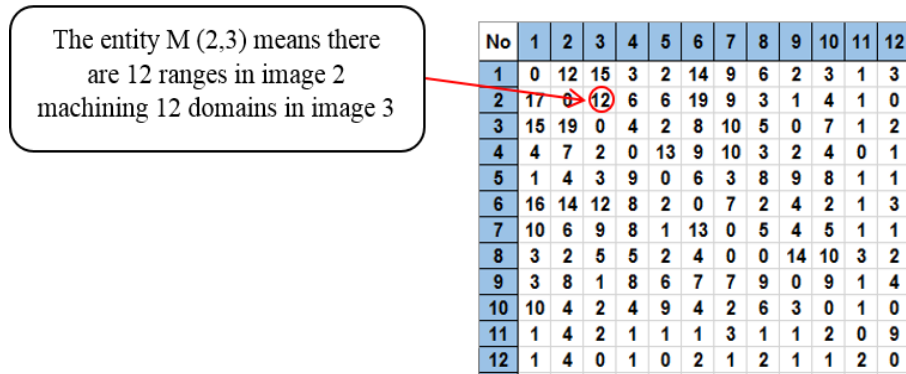 The entity M (2,3) means there
are 12 ranges in image 2
machining 12 domains in image 3
No 1 2 3 4 5 6 7 8 9 10 11 12
1 0 12 15 3 2 14 9 6 2 3 1 3
2 17 0 12 6 6 19 9 3 1 4 1 0
3 15 19 0 4 2 8 10 5 0 7 1 2
4 4 7 2 0 13 9 10 3 2 4 0 1
5 1 4 3 9 0 6 3 8 9 8 1 1
6 16 14 12 8 2 0 7 2 4 2 1 3
7 10 6 9 8 1 13 0 5 4 5 1 1
8 3 2 5 5 2 4 0 0 14 10 3 2
9 3 8 1 8 6 7 7 9 0 9 1 4
10 10 4 2 4 9 4 2 6 3 0 1 0
11 1 4 2 1 1 1 3 1 1 2 0 9
12 1 4 0 1 0 2 1 2 1 1 2 0